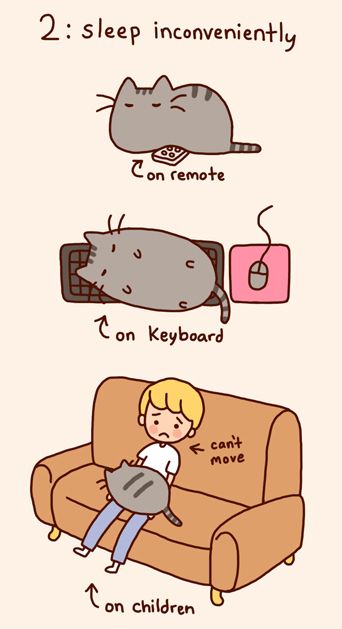 2: sleep inconveniently
on remote
on Keyboard
can't
move
on children